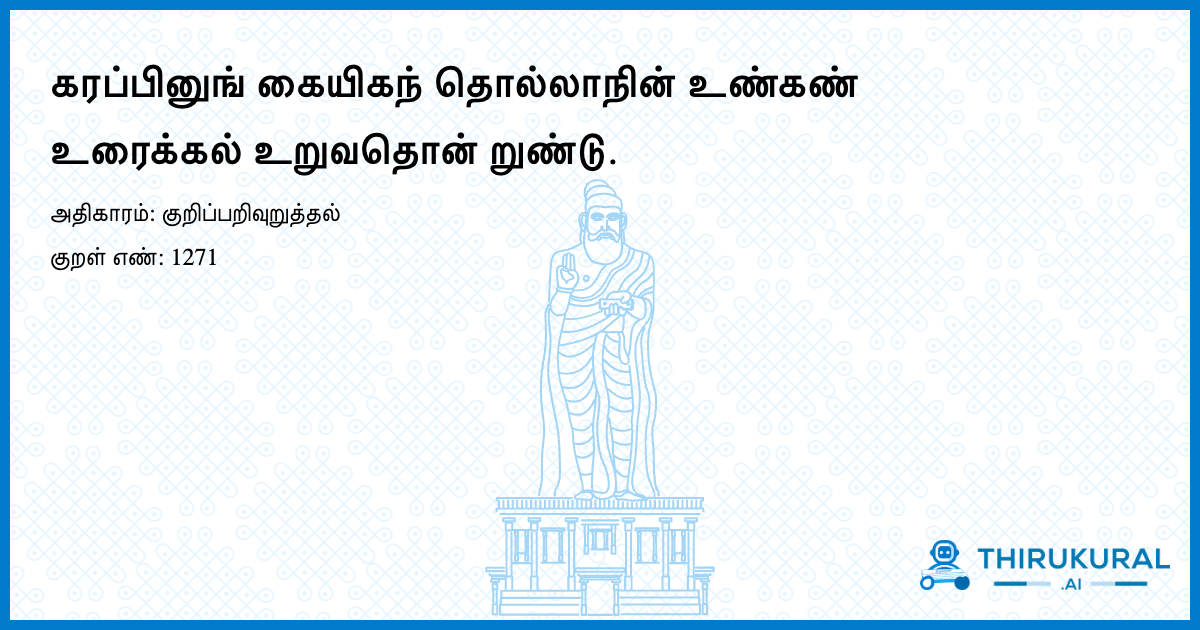 கரப்பினுங் கையிகந் தொல்லாநின் உண்கண்
உரைக்கல் உறுவதொன் றுண்டு.
அதிகாரம்: குறிப்பறிவுறுத்தல்
குறள் எண்: 1271
THIRUKURAL
.AI